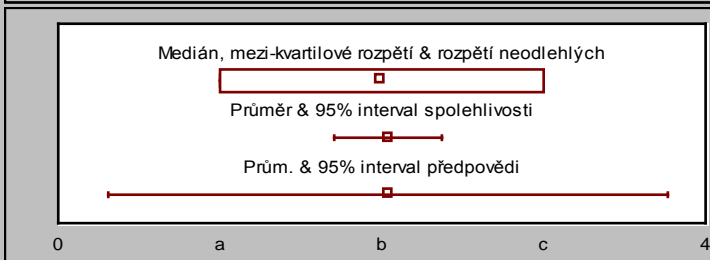 Medián, mezi-kvartilové rozpětí & rozpětí neodlehlých
Průměr & 95% interval spolehlivosti
Prům. & 95% interval předpovědi
0 a b c 4